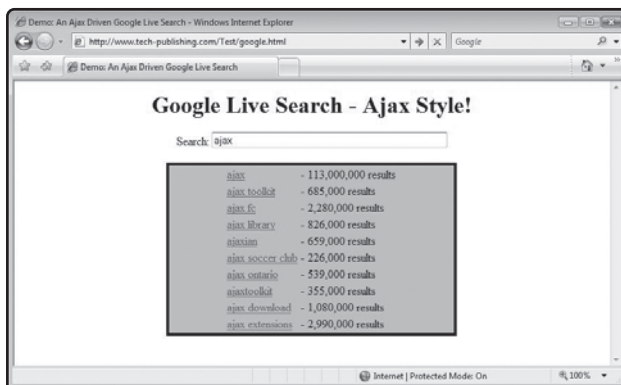 Demo: An Ajax Driven Google Live Search - Windows Internet Explorer
http://www.tech-publishing.com/Test/google.html
Google
Demo: An Ajax Driven Google Live Search
Google Live Search - Ajax Style!
Search: ajax
ajax - 113,000,000 results
ajax toolkit - 685,000 results
ajax fc - 2,280,000 results
ajax library - 826,000 results
ajaxian - 659,000 results
ajax soccer club - 226,000 results
ajax ontario - 539,000 results
ajaxtoolkit - 355,000 results
ajax download - 1,080,000 results
ajax extensions - 2,990,000 results
Internet | Protected Mode: On
100%